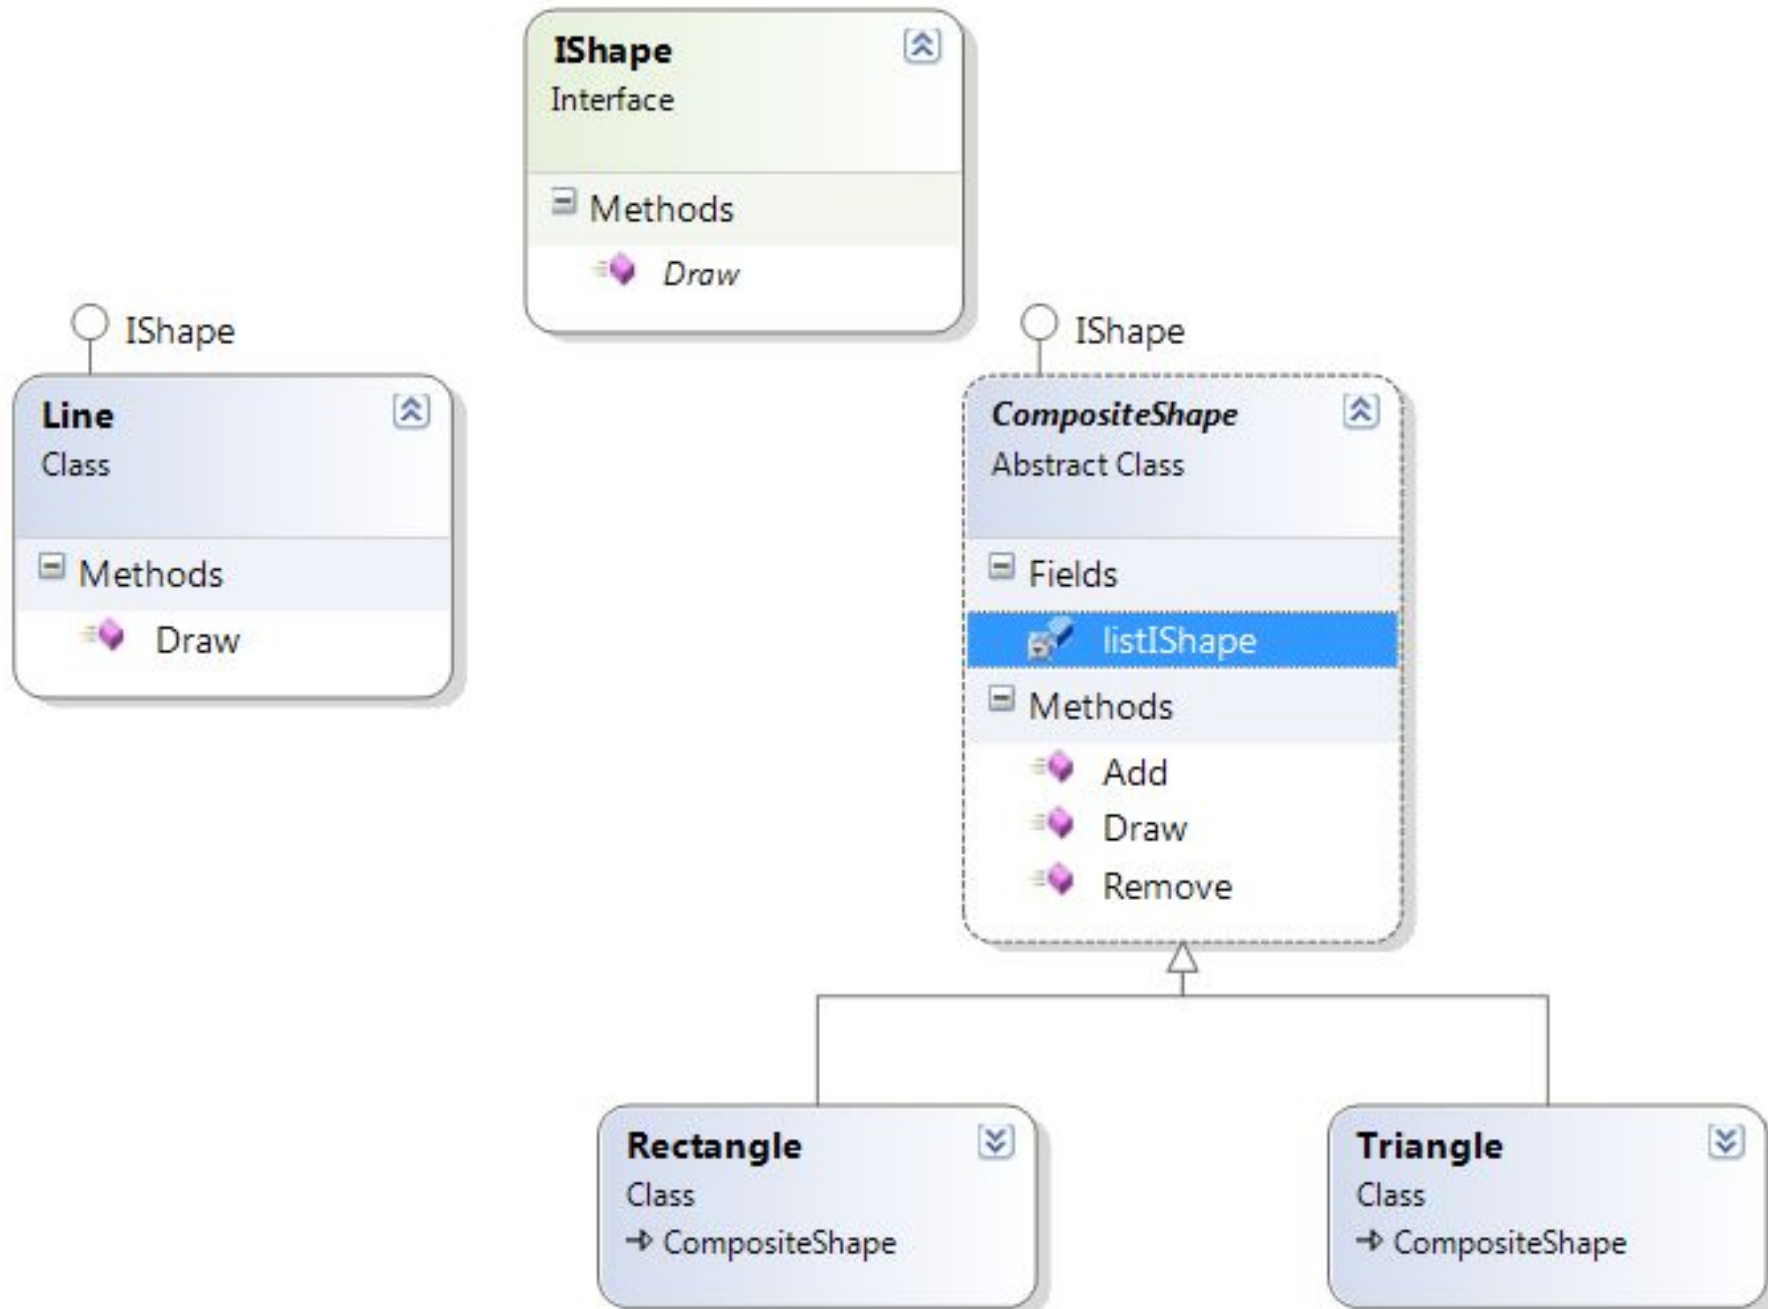 IShape
Interface
Methods
Draw
IShape
Line
Class
Methods
Draw
IShape
CompositeShape
Abstract Class
Fields
listIShape
Methods
Add
Draw
Remove
Rectangle
Class
CompositeShape
Triangle
Class
CompositeShape